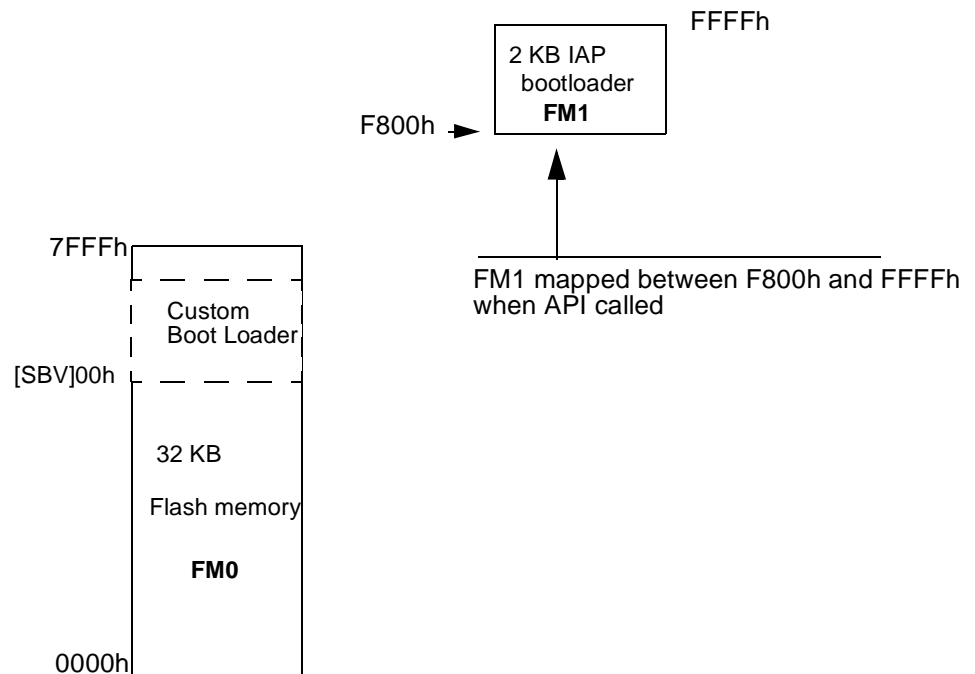 FFFFh
2 KB IAP
bootloader
FM1
F800h
7FFFh
FM1 mapped between F800h and FFFFh
when API called
Custom
Boot Loader
[SBV]00h
32 KB
Flash memory
FM0
0000h